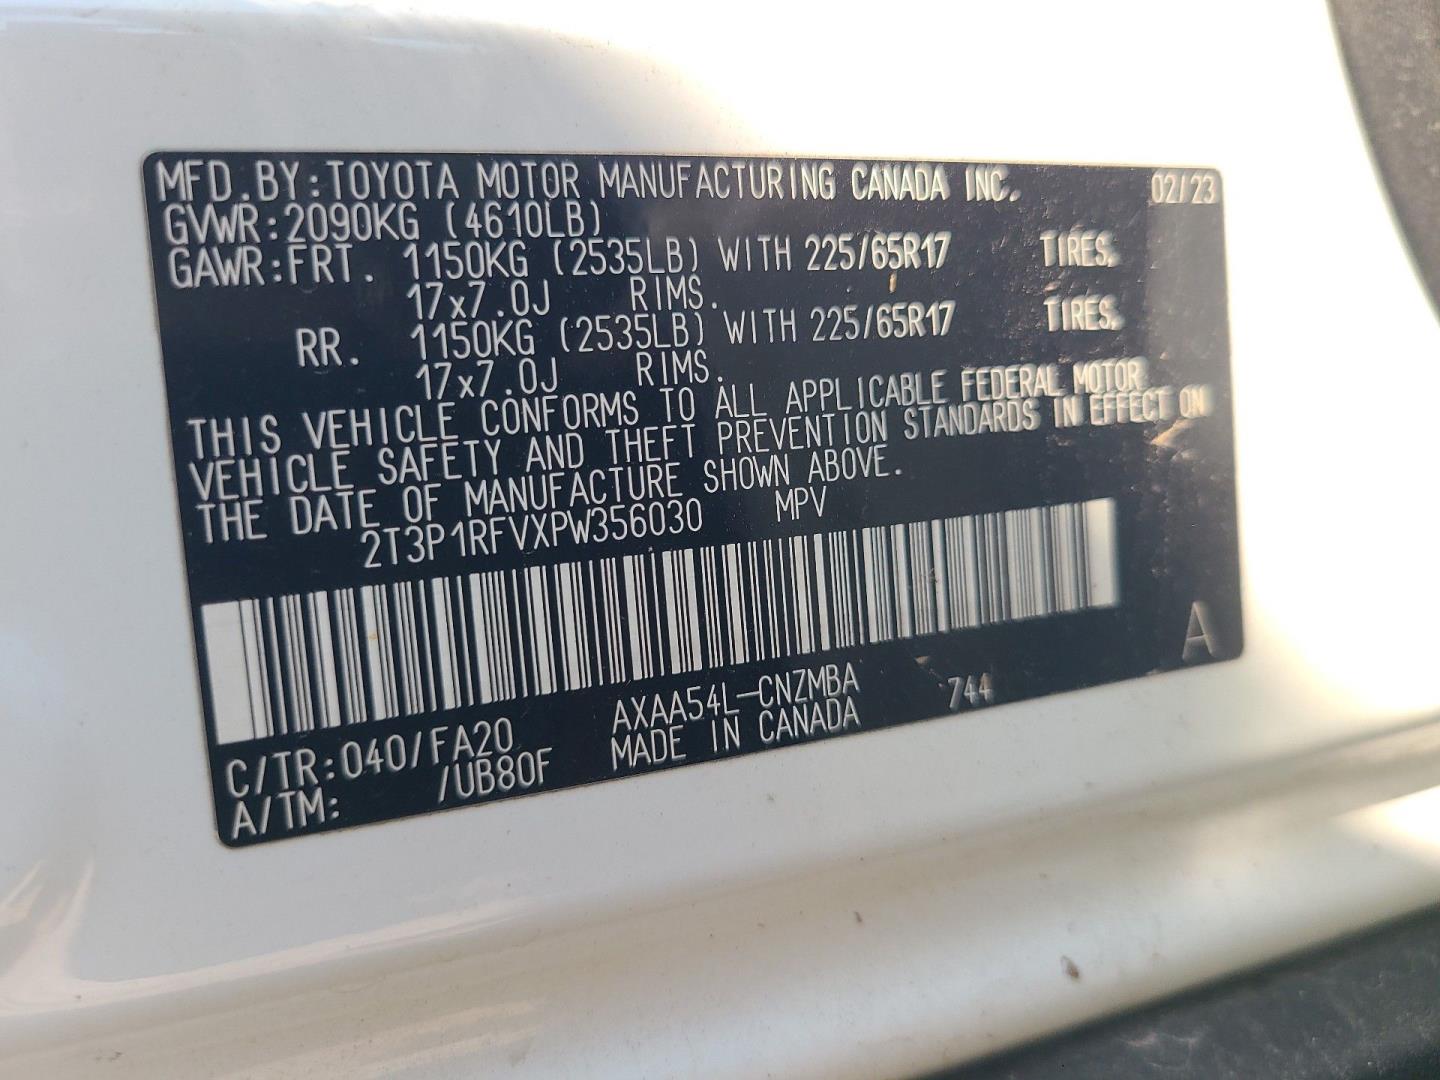 MFD.BY:TOYOTA MOTOR MANUFACTURING CANADA INC. 02/23
GVWR:2090KG (4610LB)
GAWR:FRT. 1150KG (2535LB) WITH 225/65R17 TIRES,
17x7.0J RIMS.
RR. 1150KG (2535LB) WITH 225/65R17 TIRES,
17x7.0J RIMS.
THIS VEHICLE CONFORMS TO ALL APPLICABLE FEDERAL MOTOR
VEHICLE SAFETY AND THEFT PREVENTION STANDARDS IN EFFECT ON
THE DATE OF MANUFACTURE SHOWN ABOVE.
2T3P1RFVXPW356030 MPV
A
C/TR:040/FA20 AXAA54L-CNZMBA 744
A/TM: /UB80F MADE IN CANADA